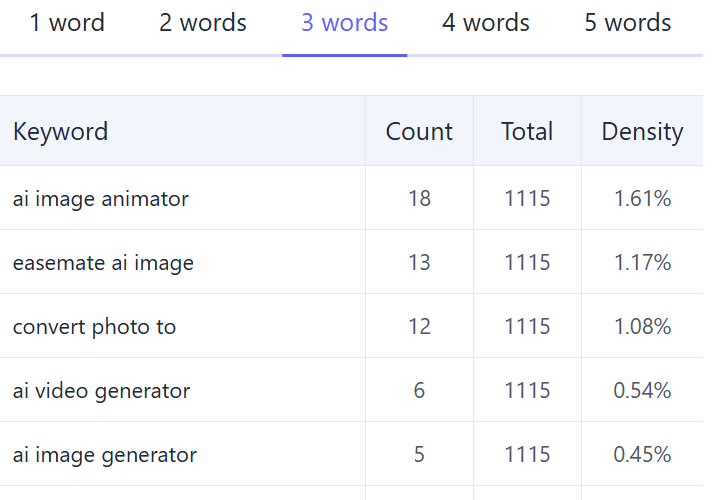 1 word 2 words 3 words 4 words 5 words
Keyword Count Total Density
ai image animator 18 1115 1.61%
easemate ai image 13 1115 1.17%
convert photo to 12 1115 1.08%
ai video generator 6 1115 0.54%
ai image generator 5 1115 0.45%